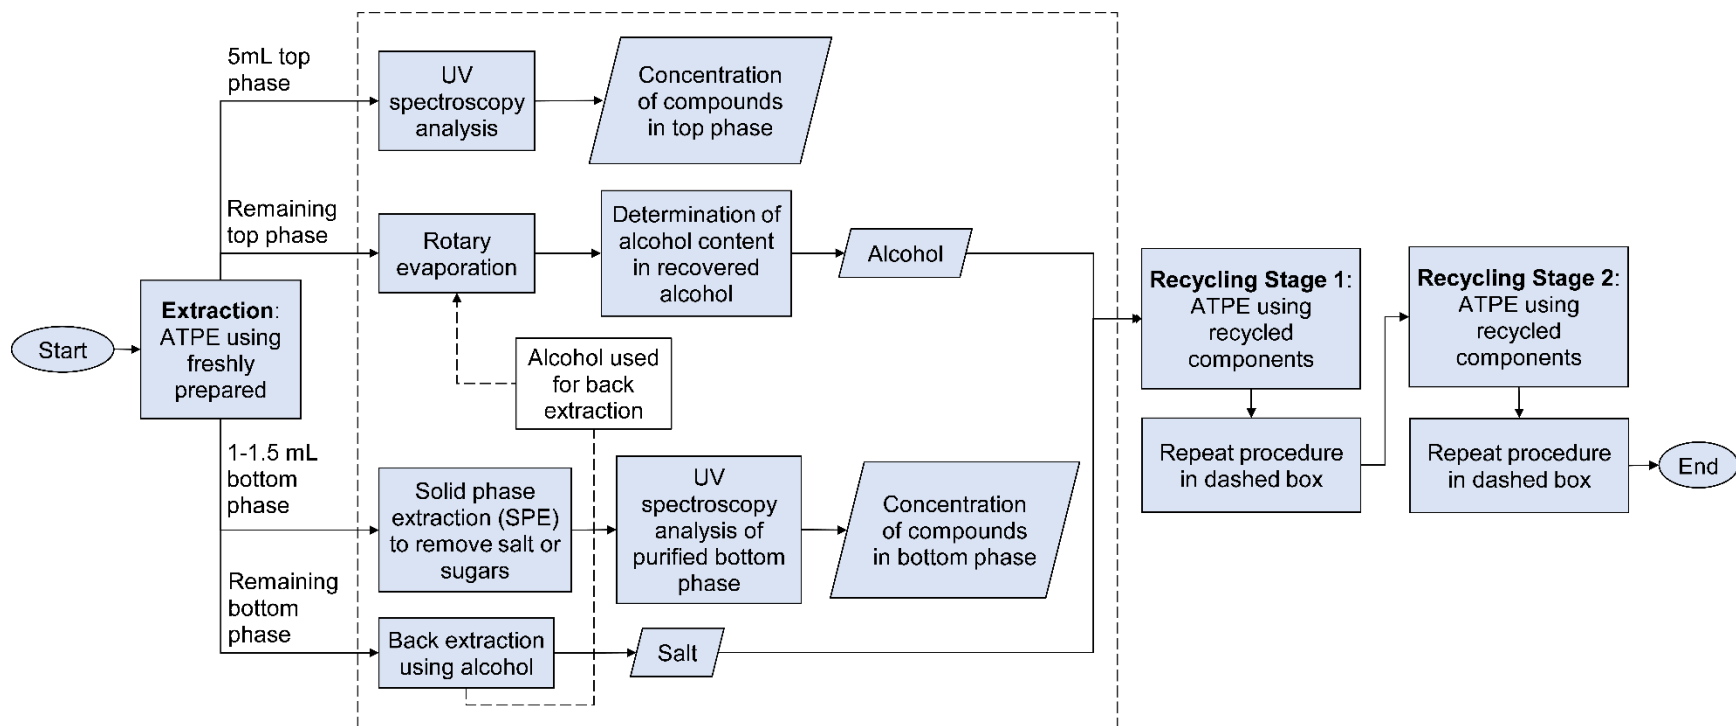 Start
Extraction:
ATPE using
freshly
prepared
5mL top
phase
UV
spectroscopy
analysis
Concentration
of compounds
in top phase
Remaining
top phase
Rotary
evaporation
Determination of
alcohol content
in recovered
alcohol
Alcohol
Alcohol used
for back
extraction
1-1.5 mL
bottom
phase
Solid phase
extraction (SPE)
to remove salt or
sugars
UV
spectroscopy
analysis of
purified bottom
phase
Concentration
of compounds
in bottom phase
Remaining
bottom
phase
Back extraction
using alcohol
Salt
Recycling Stage 1:
ATPE using
recycled
components
Repeat procedure
in dashed box
Recycling Stage 2:
ATPE using
recycled
components
Repeat procedure
in dashed box
End